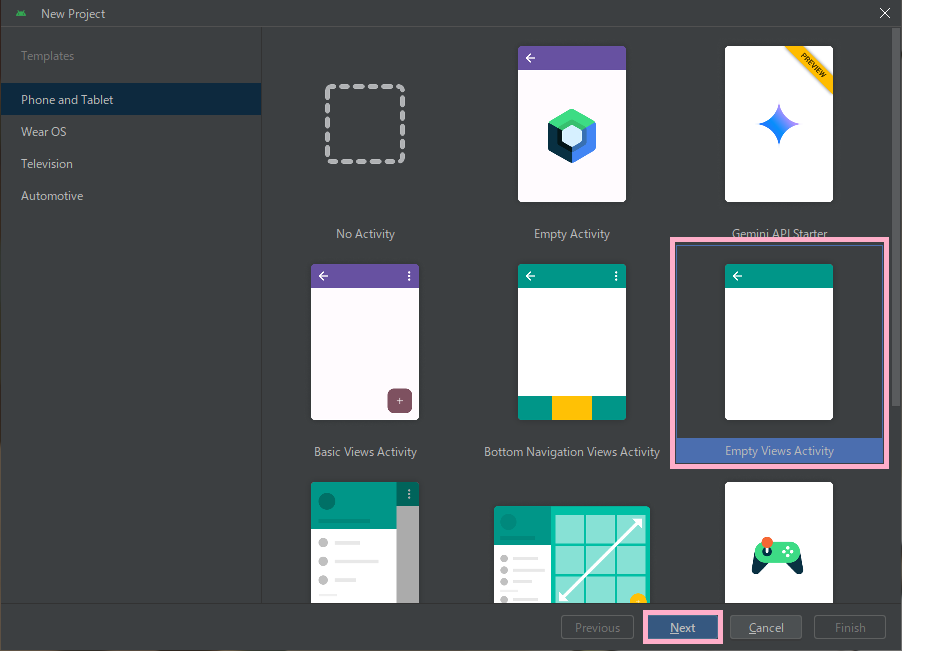 New Project
Templates
Phone and Tablet
Wear OS
Television
Automotive
PREVIEW
No Activity
Empty Activity
Gemini API Starter
Basic Views Activity
Bottom Navigation Views Activity
Empty Views Activity
Previous
Next
Cancel
Finish